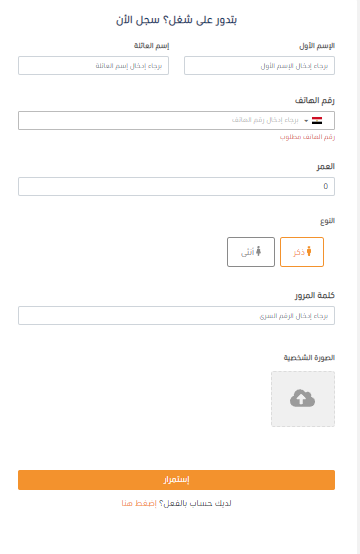 بتدور على شغل؟ سجل الأن
الإسم الأول
إسم العائلة
برجاء إدخال الإسم الأول
برجاء إدخال إسم العائلة
رقم الهاتف
برجاء إدخال رقم الهاتف
رقم الهاتف مطلوب
العمر
0
النوع
ذكر
أنثى
كلمة المرور
برجاء إدخال الرقم السري
الصورة الشخصية
إستمرار
لديك حساب بالفعل؟ إضغط هنا